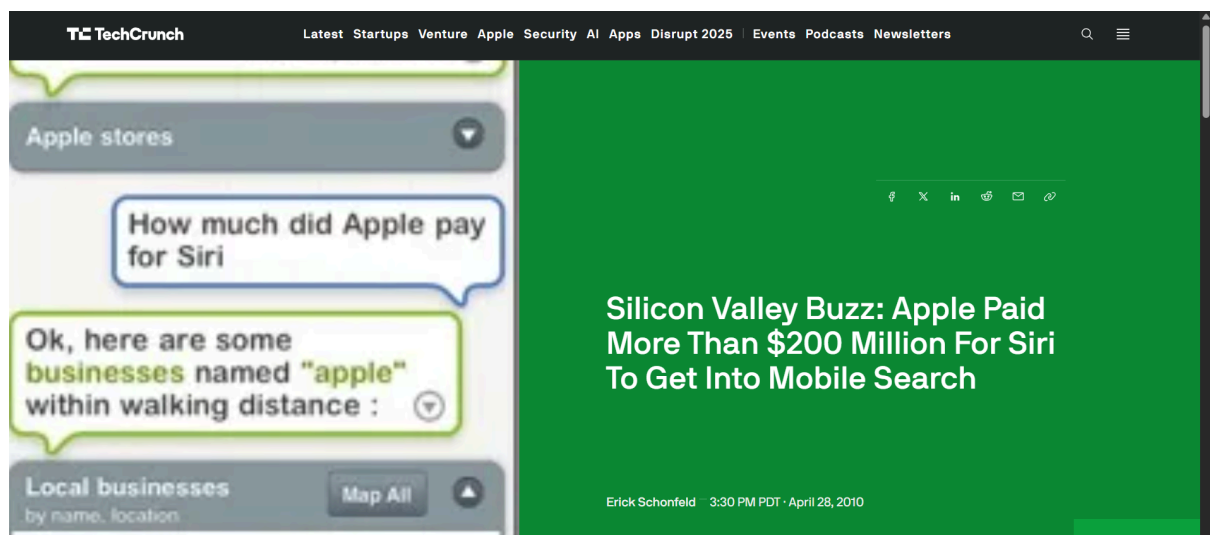 TechCrunch
Latest Startups Venture Apple Security AI Apps Disrupt 2025 Events Podcasts Newsletters
Apple stores
How much did Apple pay
for Siri
Ok, here are some
businesses named "apple"
within walking distance :
Local businesses
Map All
by name, location
Silicon Valley Buzz: Apple Paid
More Than $200 Million For Siri
To Get Into Mobile Search
Erick Schonfeld — 3:30 PM PDT · April 28, 2010